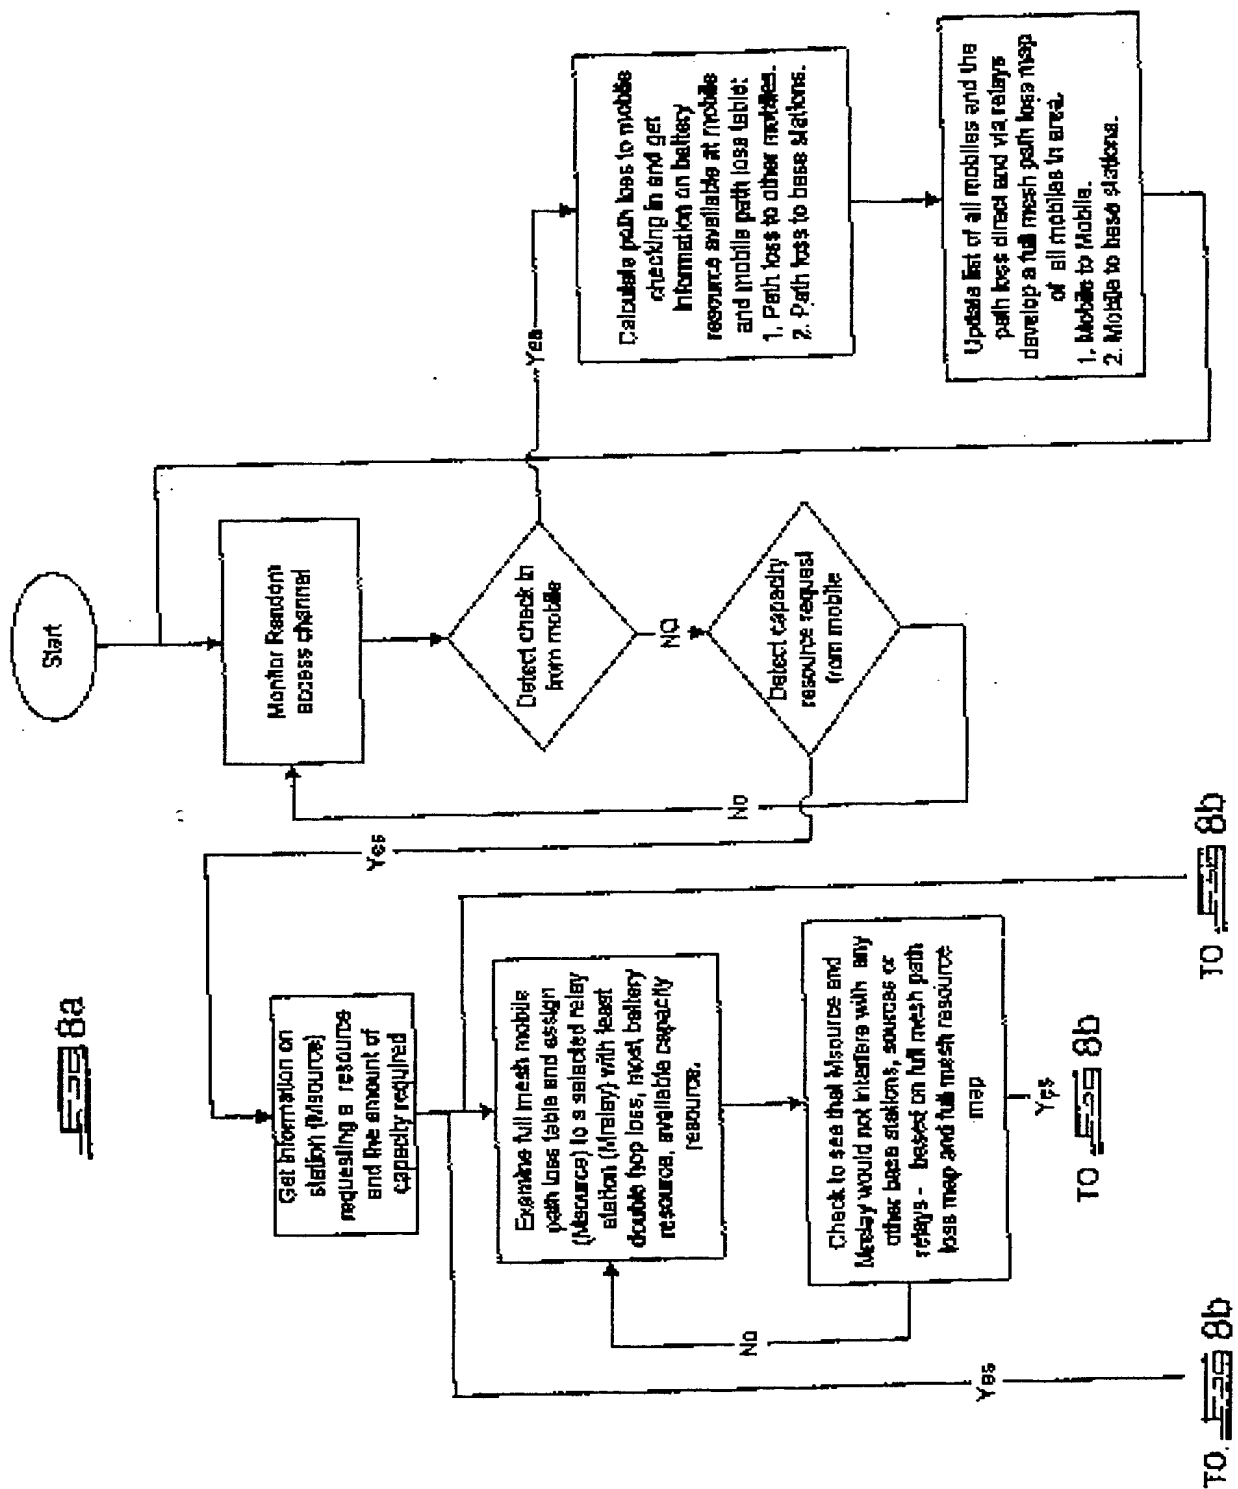 Fig 8a
Start
Monitor Random
access channel
Detect check in
from mobile
Yes
Calculate path loss to mobile
checking in and get
information on battery
resource available at mobile
and mobile path loss table:
1. Path loss to other mobiles.
2. Path loss to base stations.
Update list of all mobiles and the
path loss direct and via relays
develop a full mesh path loss map
of all mobiles in area.
1. Mobile to Mobile.
2. Mobile to base stations.
NO
Detect capacity
resource request
from mobile
No
Yes
Get information on
station (Msource)
requesting a resource
and the amount of
capacity required
Examine full mesh mobile
path loss table and assign
(Msource) to a selected relay
station (Mrelay) with least
double hop loss, most, battery
resource, available capacity
resource.
Check to see that Msource and
Mrelay would not interfere with any
other base stations, sources or
relays - based on full mesh path
loss map and full mesh resource
map
No
Yes
Yes
TO Fig 8b
TO Fig 8b
TO Fig 8b